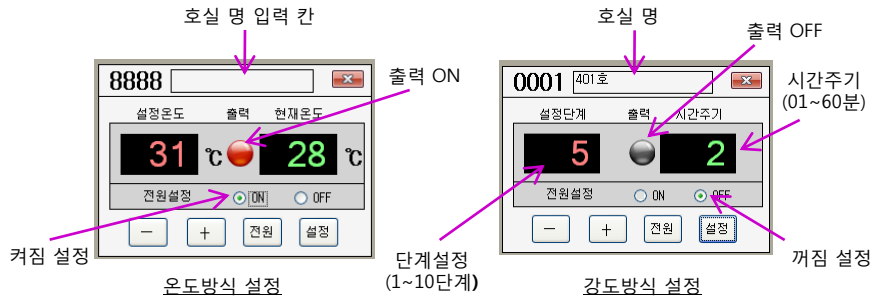 호실 명 입력 칸
호실 명
출력 OFF
출력 ON
시간주기
(01~60분)
8888
설정온도 출력 현재온도
31 ℃ 28 ℃
전원설정 ON OFF
- + 전원 설정
0001 401호
설정단계 출력 시간주기
5 2
전원설정 ON OFF
- + 전원 설정
켜짐 설정
단계설정
(1~10단계)
꺼짐 설정
온도방식 설정
강도방식 설정